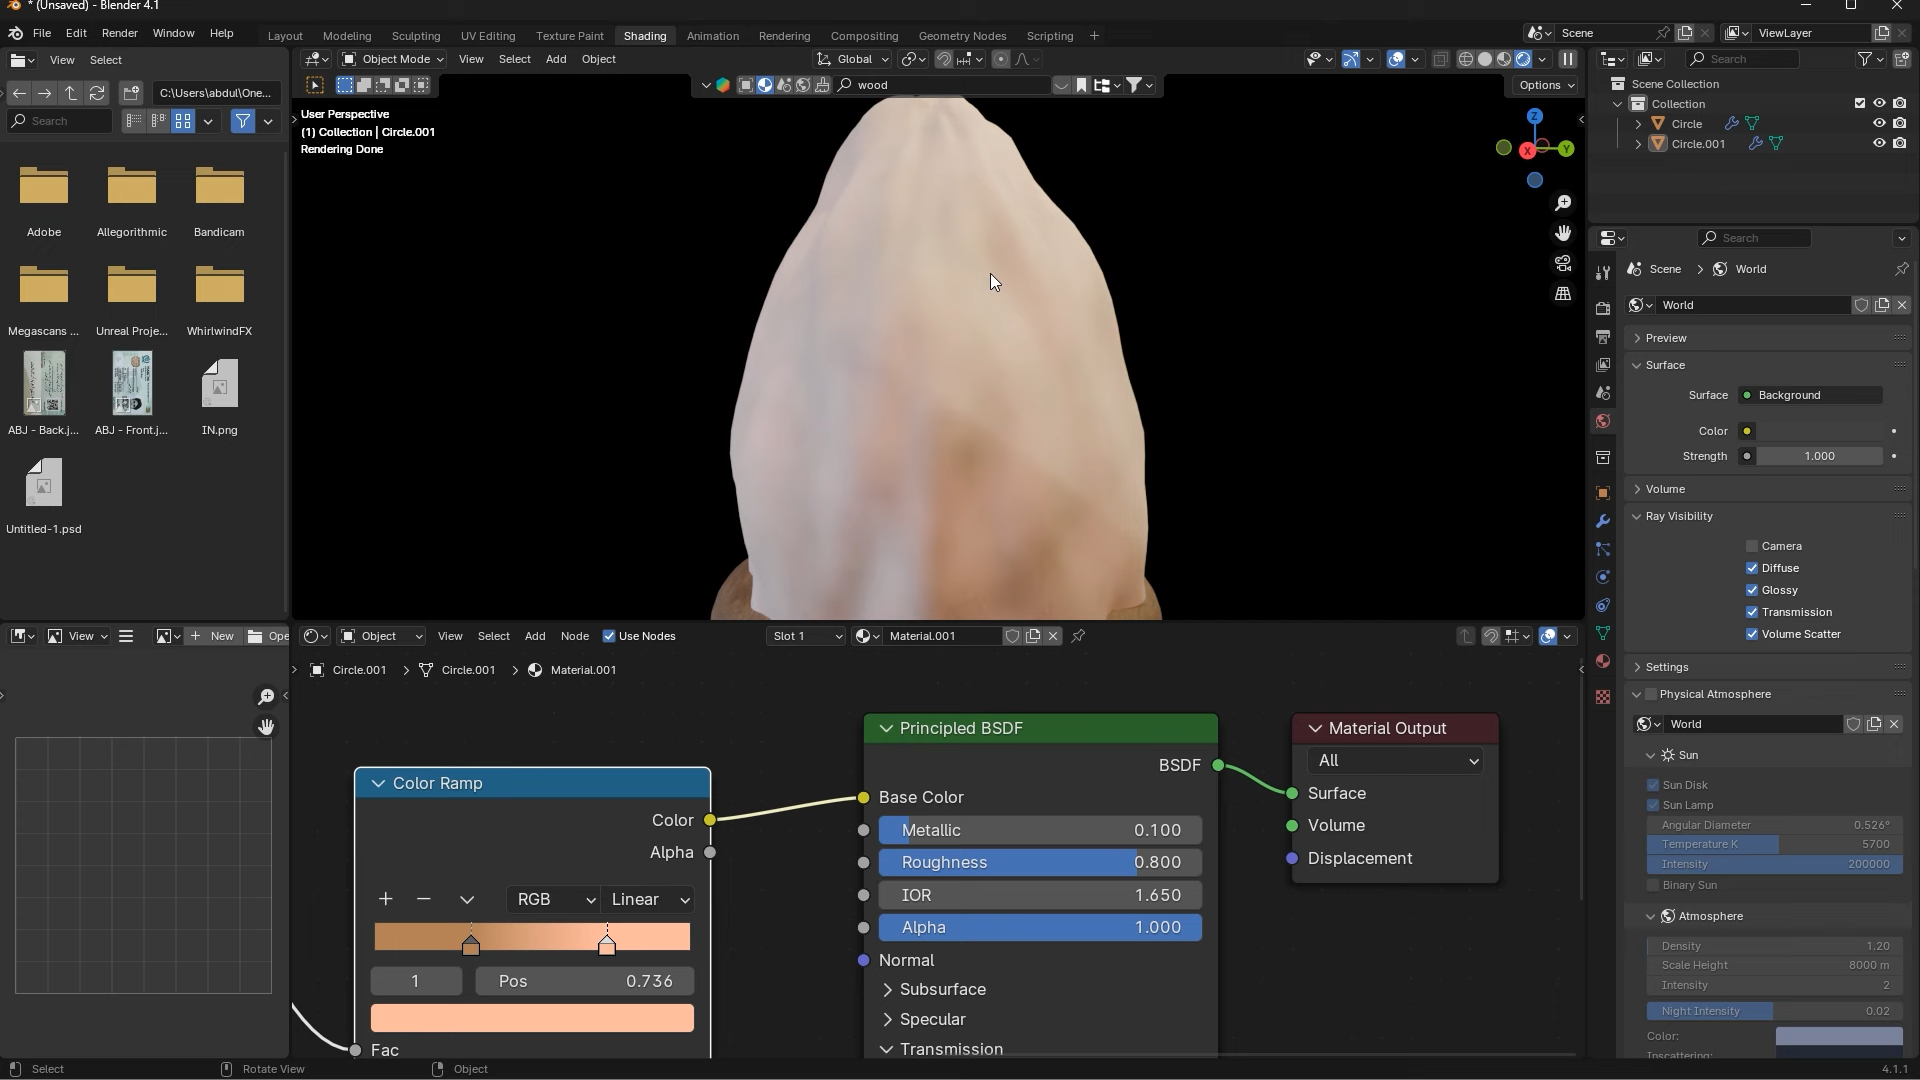 * (Unsaved) - Blender 4.1
File Edit Render Window Help
Layout Modeling Sculpting UV Editing Texture Paint Shading Animation Rendering Compositing Geometry Nodes Scripting
Scene
ViewLayer
View Select
Object Mode View Select Add Object
Global
Search
C:\Users\abdul\One...
Search
wood
Options
User Perspective
(1) Collection | Circle.001
Rendering Done
Z
Y
X
Adobe
Allegorithmic
Bandicam
Megascans ...
Unreal Proje...
WhirlwindFX
ABJ - Back.j...
ABJ - Front.j...
IN.png
Untitled-1.psd
Scene Collection
Collection
Circle
Circle.001
Search
Scene > World
World
Preview
Surface
Surface Background
Color
Strength 1.000
Volume
Ray Visibility
Camera
Diffuse
Glossy
Transmission
Volume Scatter
Settings
Physical Atmosphere
World
Sun
Sun Disk
Sun Lamp
Angular Diameter 0.526°
Temperature K 5700
Intensity 200000
Binary Sun
Atmosphere
Density 1.20
Scale Height 8000 m
Intensity 2
Night Intensity 0.02
Color:
Inscattering:
View
New
Ope
Object View Select Add Node Use Nodes
Slot 1
Material.001
Circle.001 > Circle.001 > Material.001
Color Ramp
Color
Alpha
RGB
Linear
1
Pos 0.736
Fac
Principled BSDF
BSDF
Base Color
Metallic 0.100
Roughness 0.800
IOR 1.650
Alpha 1.000
Normal
Subsurface
Specular
Transmission
Material Output
All
Surface
Volume
Displacement
Select
Rotate View
Object
4.1.1